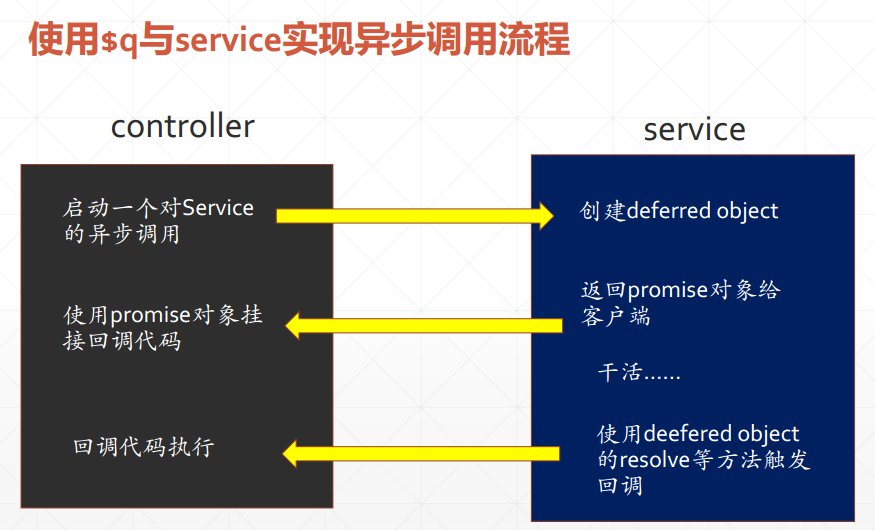 使用$q与service实现异步调用流程
controller
service
启动一个对Service
的异步调用
创建deferred object
使用promise对象挂
接回调代码
返回promise对象给
客户端
干活……
回调代码执行
使用deefered object
的resolve等方法触发
回调